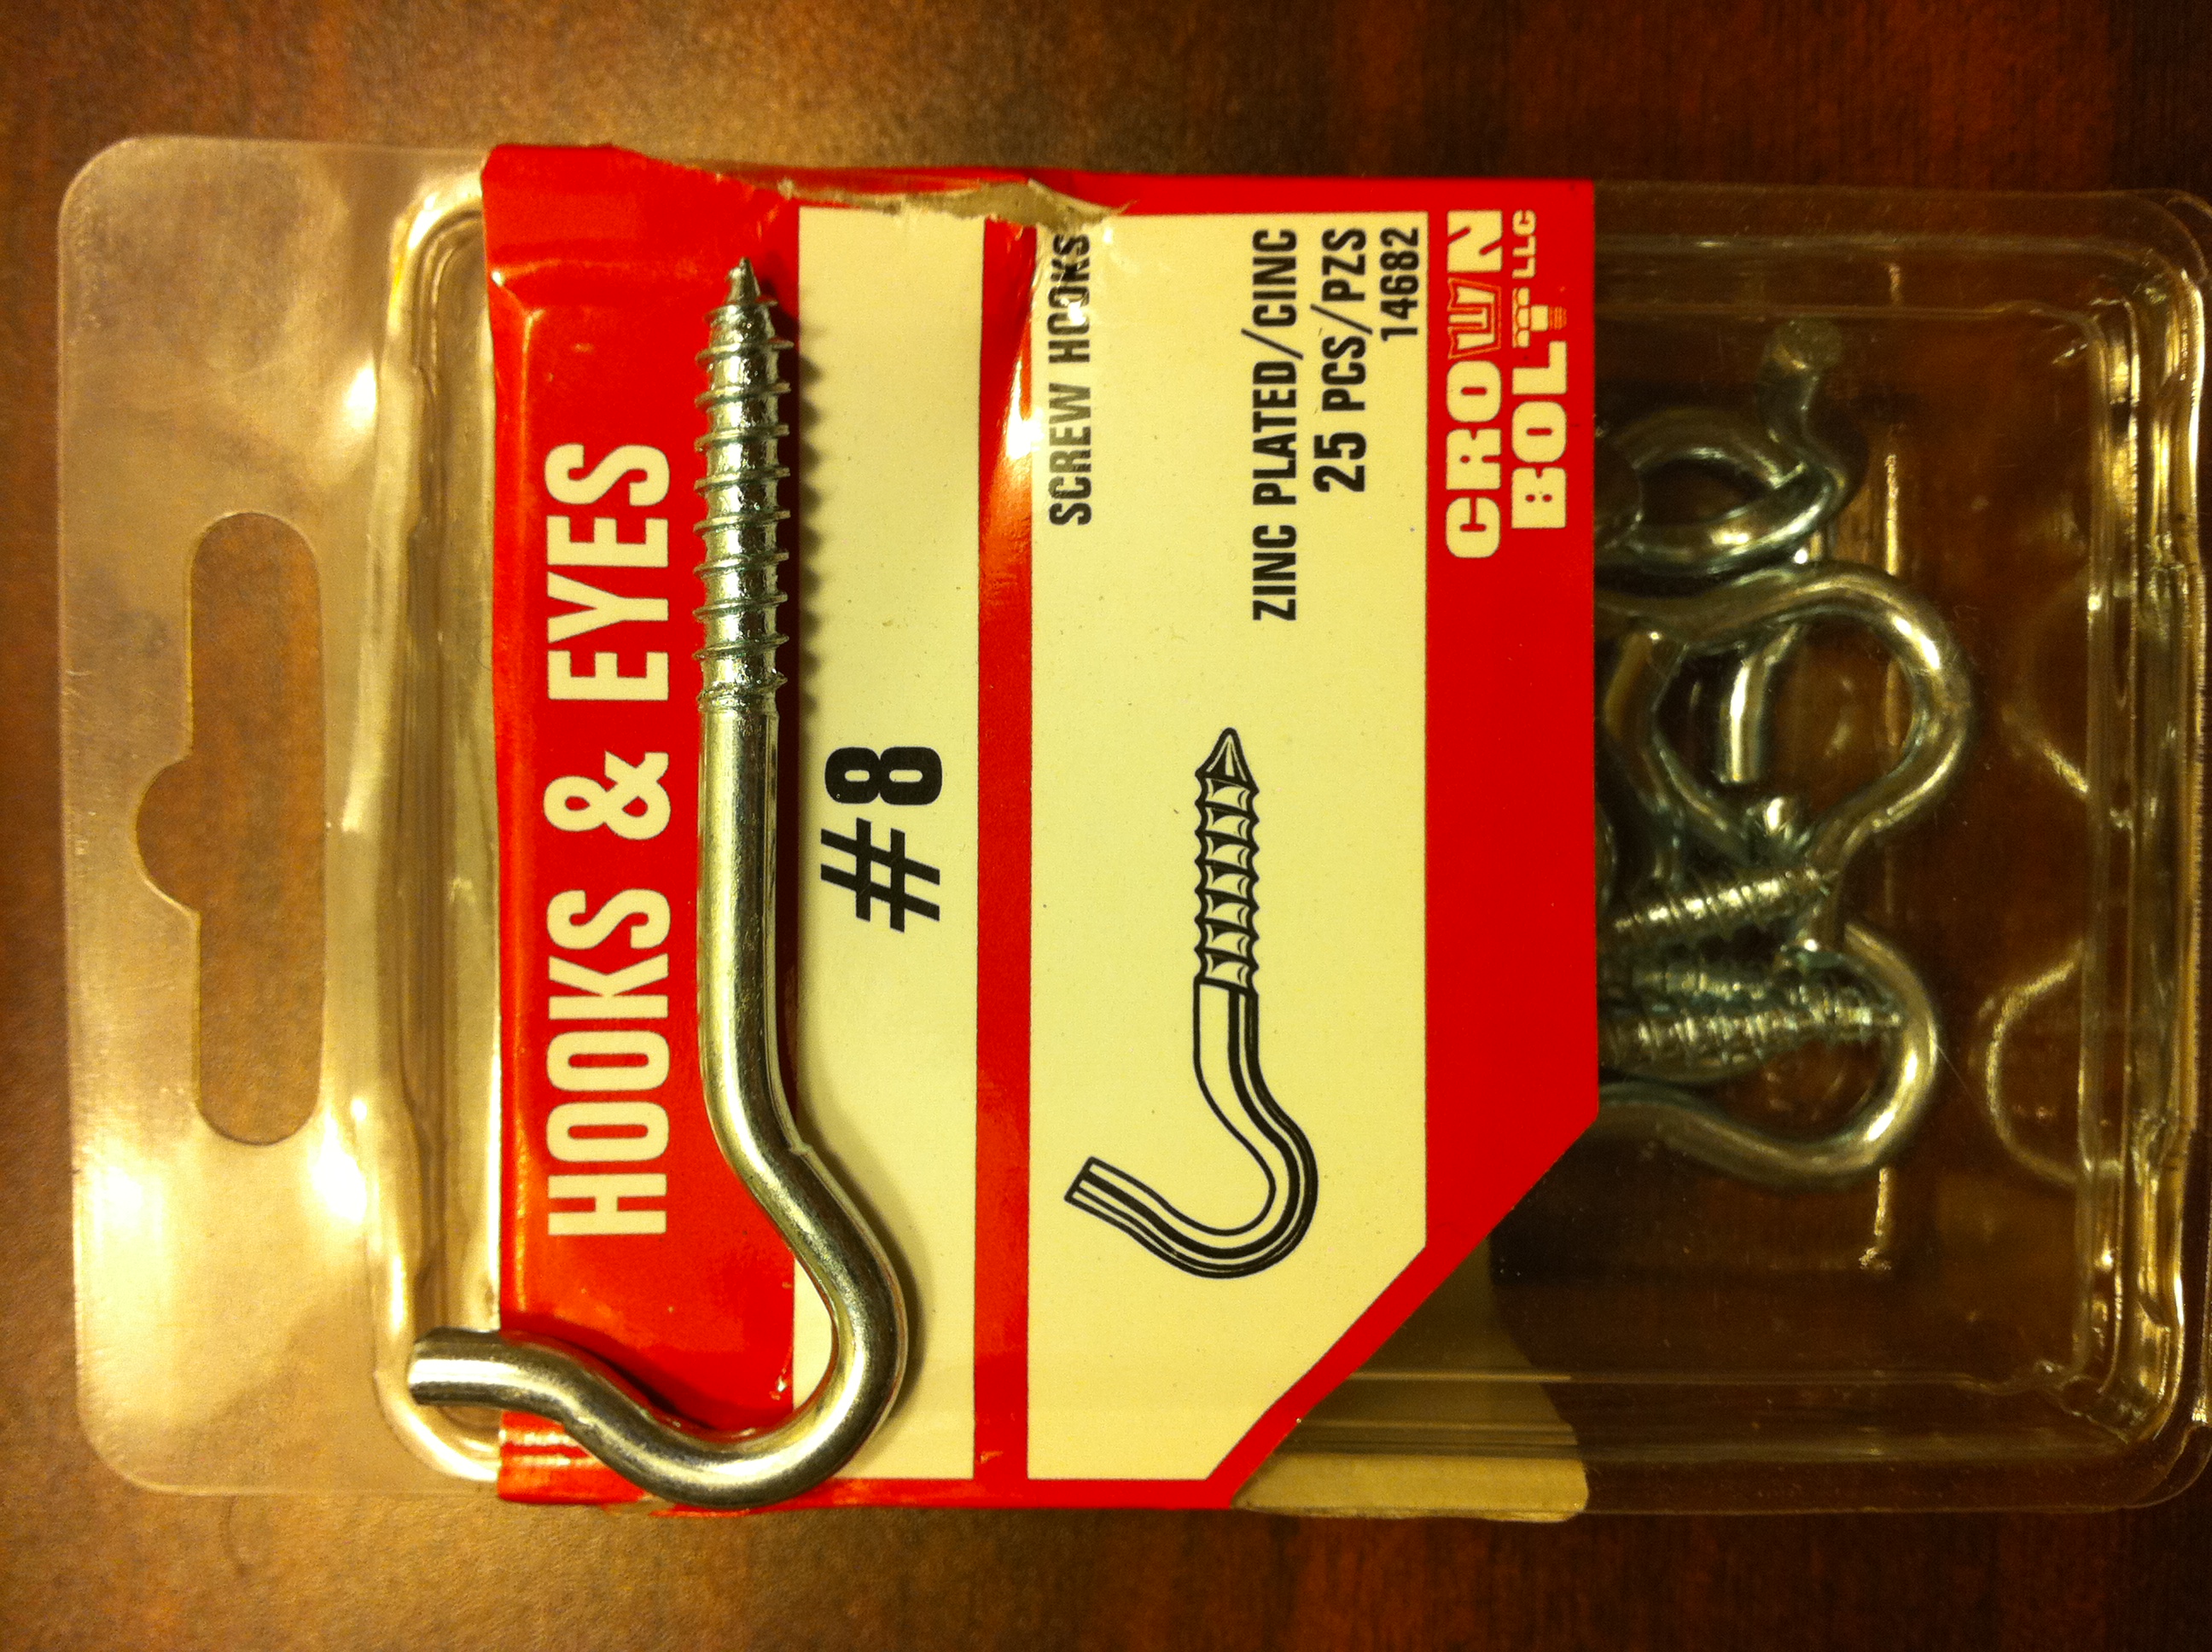 HOOKS & EYES
#8
SCREW HOOKS
ZINC PLATED/CINC
25 PCS/PZS
14682
CROWN
BOLT LLC